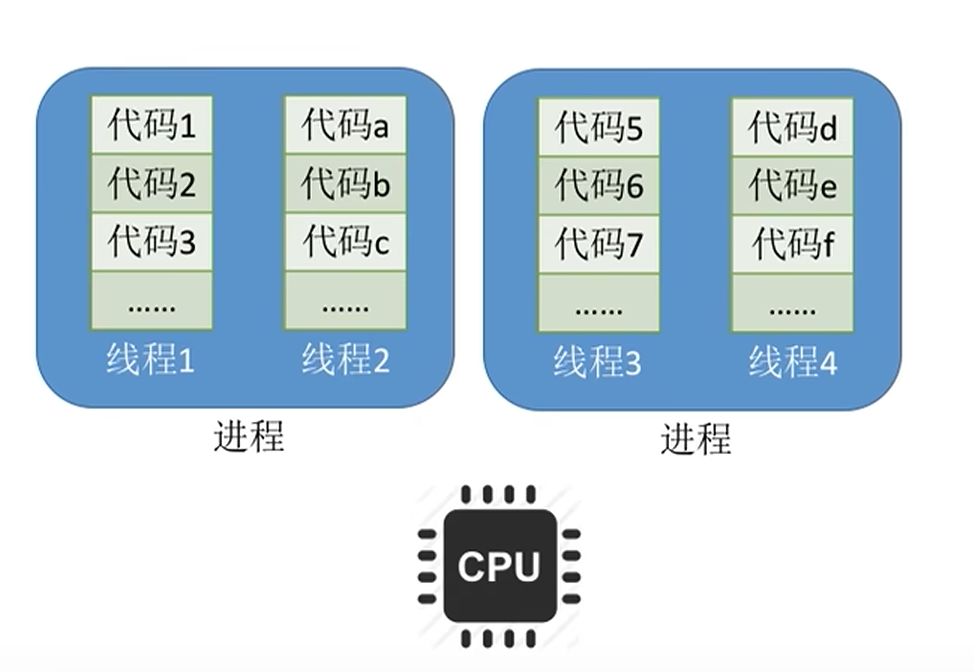 代码1
代码2
代码3
……
线程1
代码a
代码b
代码c
……
线程2
进程
代码5
代码6
代码7
……
线程3
代码d
代码e
代码f
……
线程4
进程
CPU